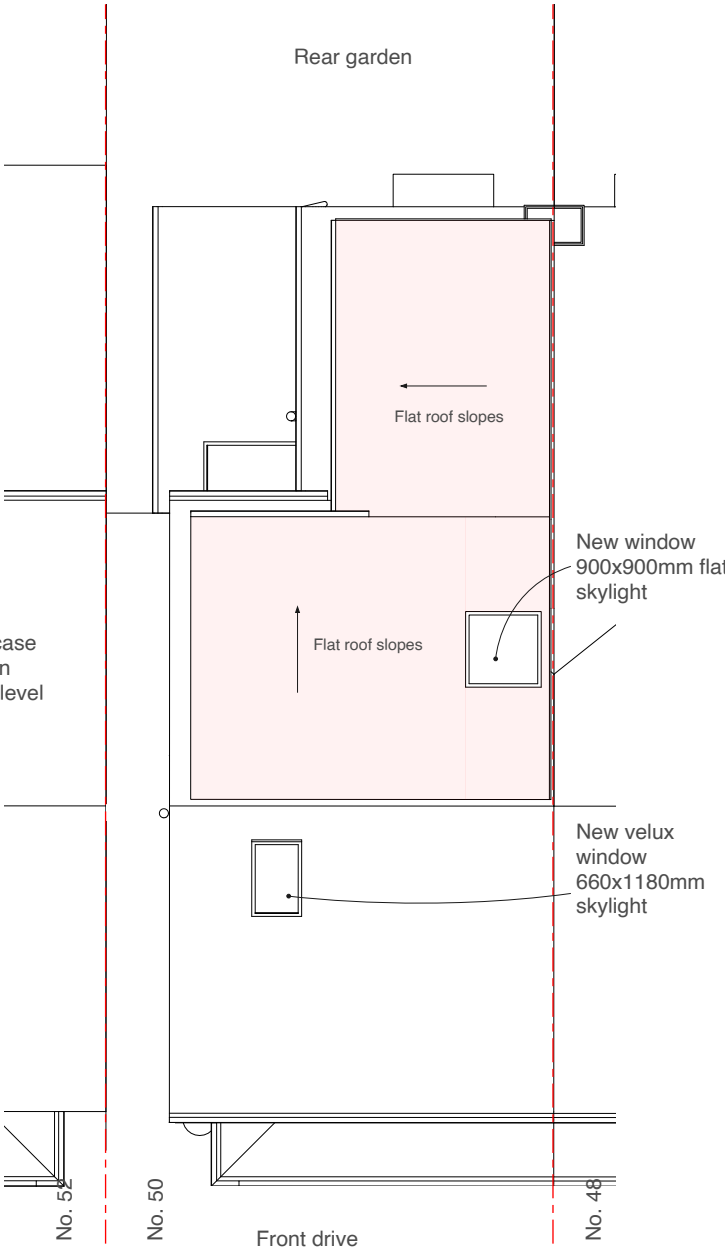 Rear garden
Flat roof slopes
New window
900x900mm flat
skylight
Flat roof slopes
case
n
level
New velux
window
660x1180mm
skylight
No. 52
No. 50
No. 48
Front drive